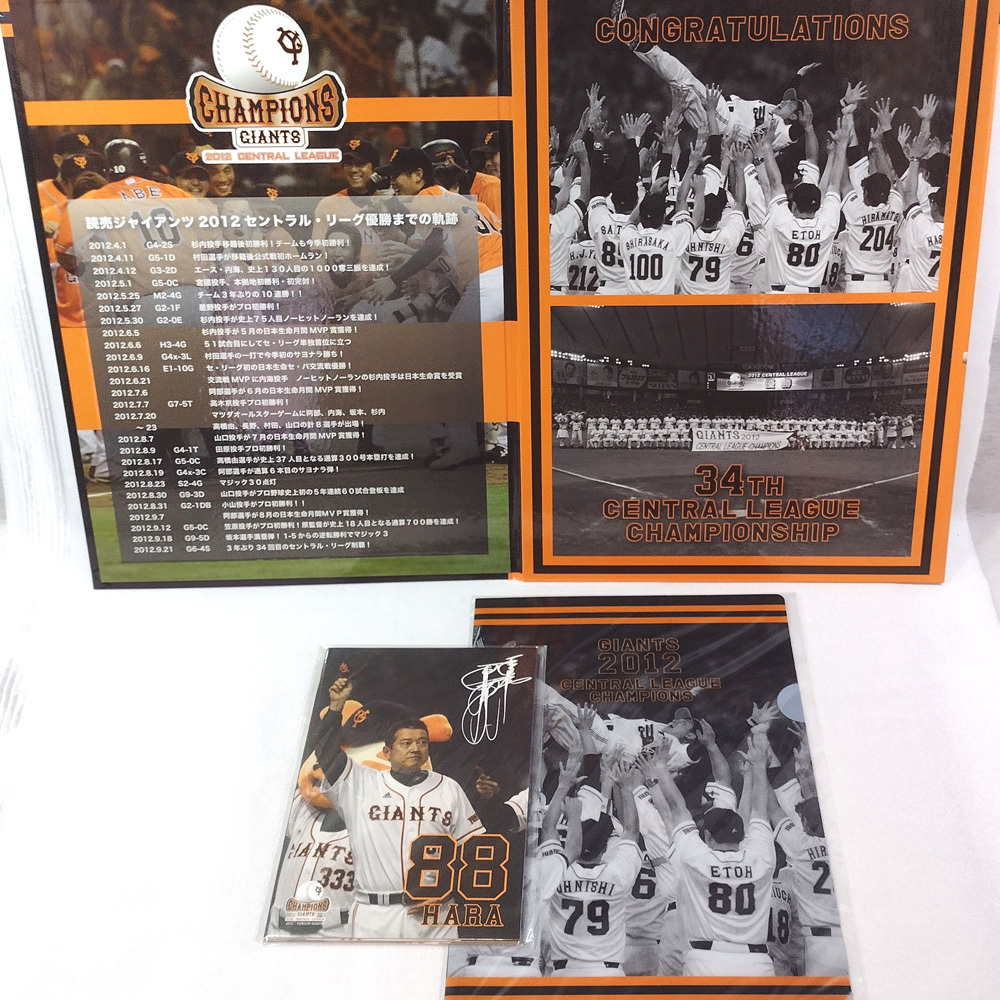 YG
CHAMPIONS
GIANTS
2012 CENTRAL LEAGUE
10
ABE
読売ジャイアンツ2012セントラル・リーグ優勝までの軌跡
2012.4.1 G4-2S 杉内投手移籍後初勝利！チームも今季初勝利！
2012.4.11 G5-1D 村田選手が移籍後公式戦初ホームラン！
2012.4.12 G3-2D エース・内海、史上130人目の1000奪三振を達成！
2012.5.1 G5-0C 宮國投手、本拠地初勝利・初完封！
2012.5.25 M2-4G チーム3年ぶりの10連勝！！
2012.5.27 G2-1F 星野投手がプロ初勝利！
2012.5.30 G2-0E 杉内投手が史上75人目ノーヒットノーランを達成！
2012.6.5 杉内投手が5月の日本生命月間MVP賞獲得！
2012.6.6 H3-4G 51試合目にしてセ・リーグ単独首位に立つ
2012.6.9 G4x-3L 村田選手の一打で今季初のサヨナラ勝ち！
2012.6.16 E1-10G セ・リーグ初の日本生命セ・パ交流戦優勝！
2012.6.21 交流戦MVPに内海投手 ノーヒットノーランの杉内投手は日本生命賞を受賞
2012.7.6 阿部選手が6月の日本生命月間MVP賞獲得！
2012.7.7 G7-5T 高木京投手プロ初勝利！
2012.7.20 マツダオールスターゲームに阿部、内海、坂本、杉内
～23 高橋由、長野、村田、山口の計8選手が出場！
2012.8.7 山口投手が7月の日本生命月間MVP賞獲得！
2012.8.9 G4-1T 田原投手プロ初勝利！
2012.8.17 G5-0C 高橋由選手が史上37人目となる通算300号本塁打を達成！
2012.8.19 G4x-3C 阿部選手が通算6本目のサヨナラ弾！
2012.8.23 S2-4G マジック30点灯
2012.8.30 G9-3D 山口投手がプロ野球史上初の5年連続60試合登板を達成
2012.8.31 G2-1DB 小山投手がプロ初勝利！！
2012.9.7 阿部選手が8月の日本生命月間MVP賞獲得！
2012.9.12 G5-0C 笠原投手がプロ初勝利！原監督が史上18人目となる通算700勝を達成！
2012.9.18 G9-5D 坂本選手満塁弾！1-5からの逆転勝利でマジック3
2012.9.21 G6-4S 3年ぶり34回目のセントラル・リーグ制覇！
CONGRATULATIONS
H.J.Y
212
SHIRASAKA
100
OHNISHI
79
6
ETOH
80
18
HIRAMATSU
204
7
2012 CENTRAL LEAGUE
GIANTS 2012
CENTRAL LEAGUE CHAMPIONS
34TH
CENTRAL LEAGUE
CHAMPIONSHIP
GIANTS
88
HARA
GIANTS
333
CHAMPIONS
GIANTS
GIANTS
2012
CENTRAL LEAGUE
CHAMPIONS
OHNISHI
79
6
ETOH
80
18
HIRA
2